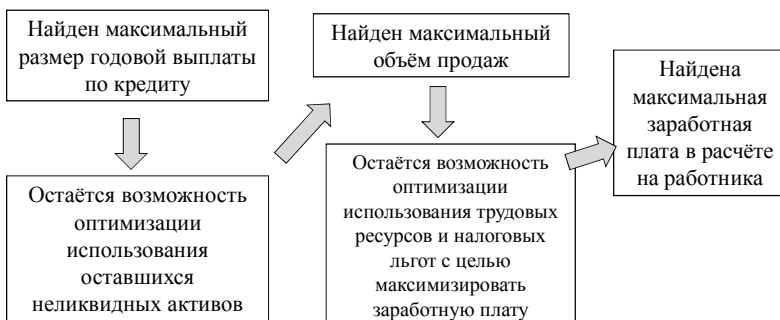 Найден максимальный
размер годовой выплаты
по кредиту
Остаётся возможность
оптимизации
использования
оставшихся
неликвидных активов
Найден максимальный
объём продаж
Остаётся возможность
оптимизации
использования трудовых
ресурсов и налоговых
льгот с целью
максимизировать
заработную плату
Найдена
максимальная
заработная
плата в расчёте
на работника